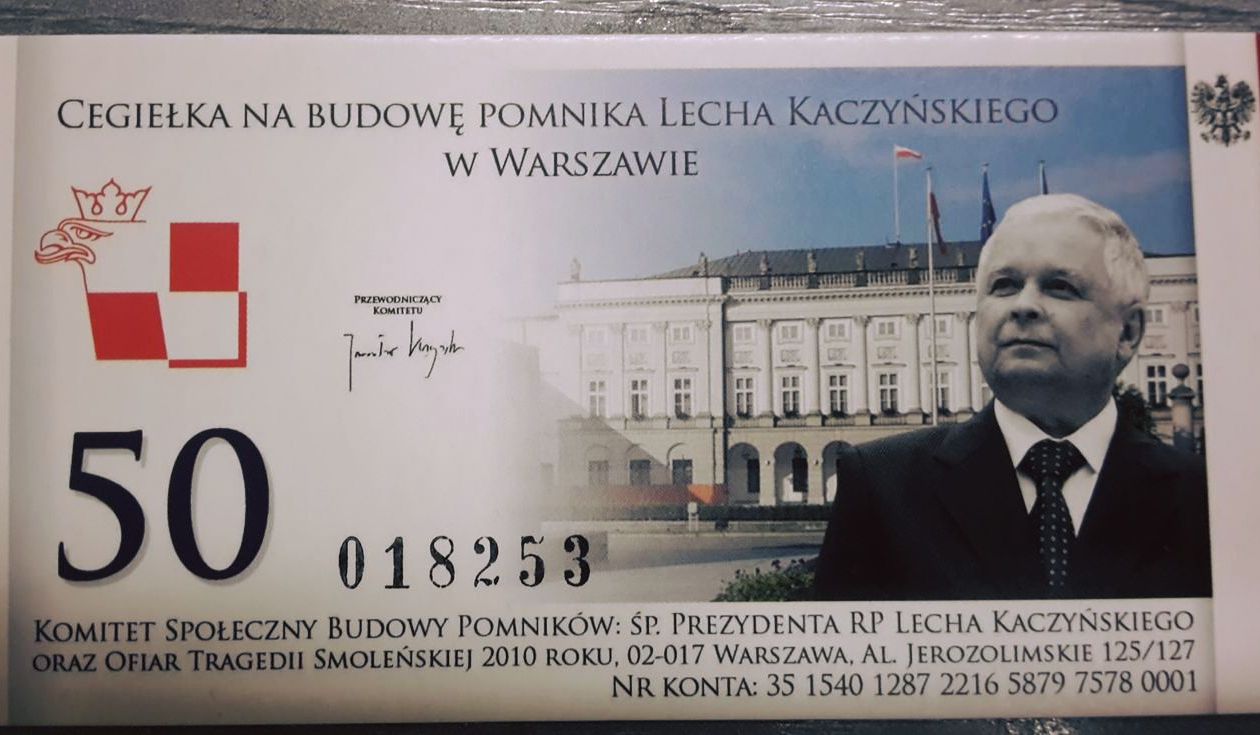 CEGIEŁKA NA BUDOWĘ POMNIKA LECHA KACZYŃSKIEGO
W WARSZAWIE
PRZEWODNICZĄCY
KOMITETU
50
018253
KOMITET SPOŁECZNY BUDOWY POMNIKÓW: ŚP. PREZYDENTA RP LECHA KACZYŃSKIEGO
ORAZ OFIAR TRAGEDII SMOLEŃSKIEJ 2010 ROKU, 02-017 WARSZAWA, AL. JEROZOLIMSKIE 125/127
NR KONTA: 35 1540 1287 2216 5879 7578 0001